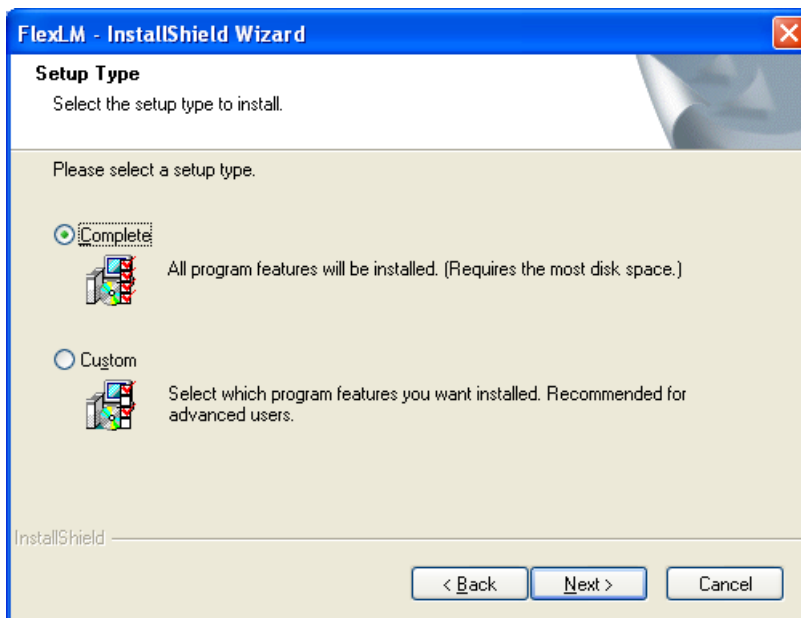 FlexLM - InstallShield Wizard
Setup Type
Select the setup type to install.
Please select a setup type.
Complete
All program features will be installed. (Requires the most disk space.)
Custom
Select which program features you want installed. Recommended for
advanced users.
InstallShield
< Back
Next >
Cancel